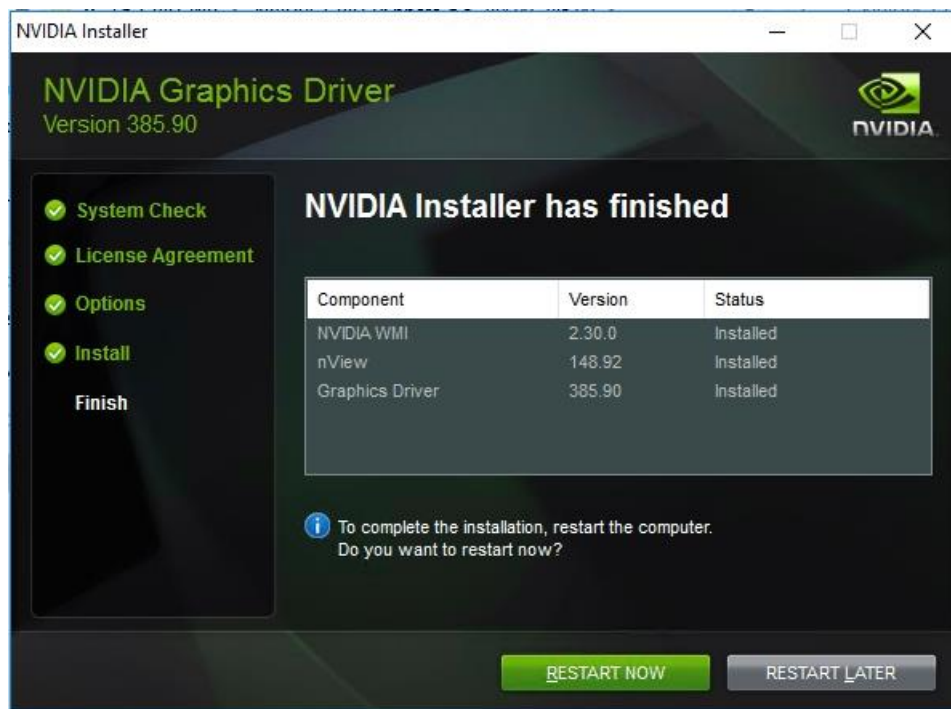 NVIDIA Installer
NVIDIA Graphics Driver
Version 385.90
NVIDIA.
System Check
License Agreement
Options
Install
Finish
NVIDIA Installer has finished
Component Version Status
NVIDIA WMI 2.30.0 Installed
nView 148.92 Installed
Graphics Driver 385.90 Installed
To complete the installation, restart the computer.
Do you want to restart now?
RESTART NOW
RESTART LATER